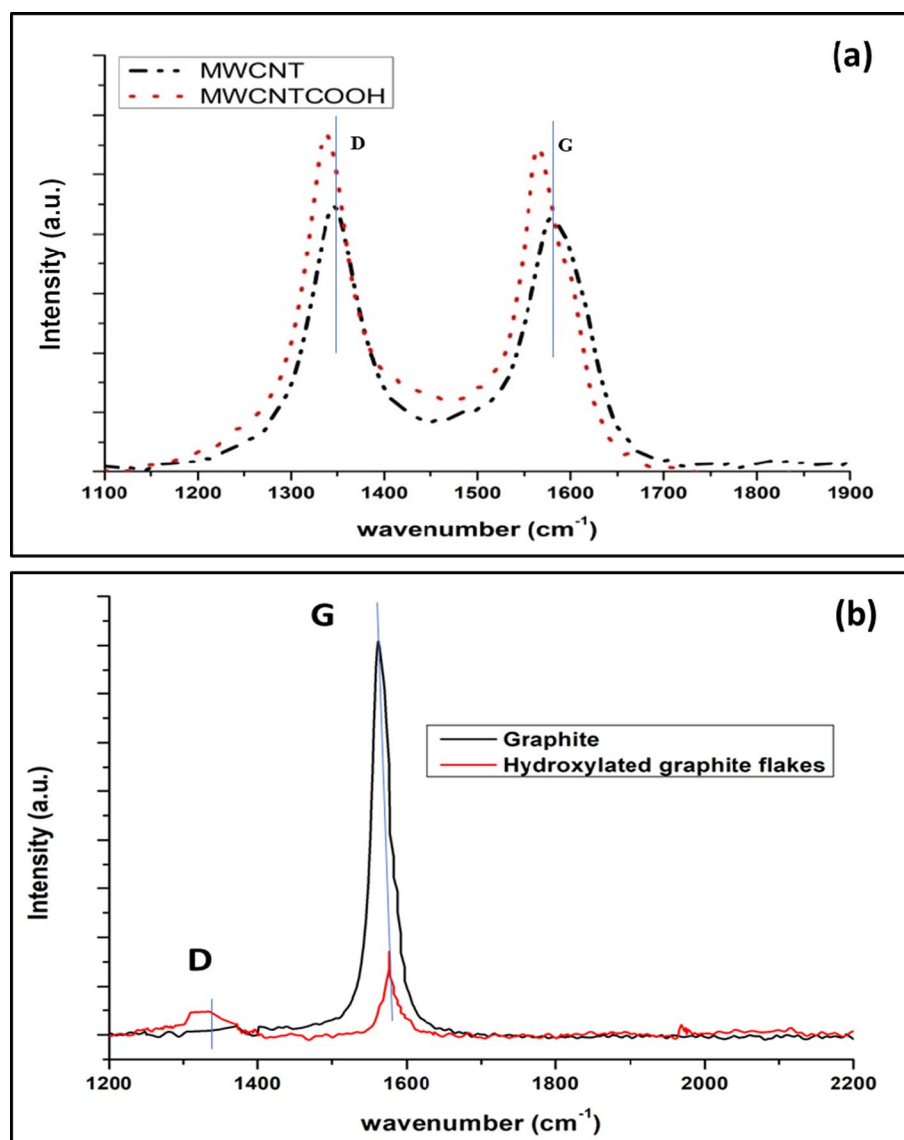 (a)
MWCNT
MWCNTCOOH
D
G
Intensity (a.u.)
1100 1200 1300 1400 1500 1600 1700 1800 1900
wavenumber (cm⁻¹)
(b)
G
Graphite
Hydroxylated graphite flakes
D
Intensity (a.u.)
1200 1400 1600 1800 2000 2200
wavenumber (cm⁻¹)